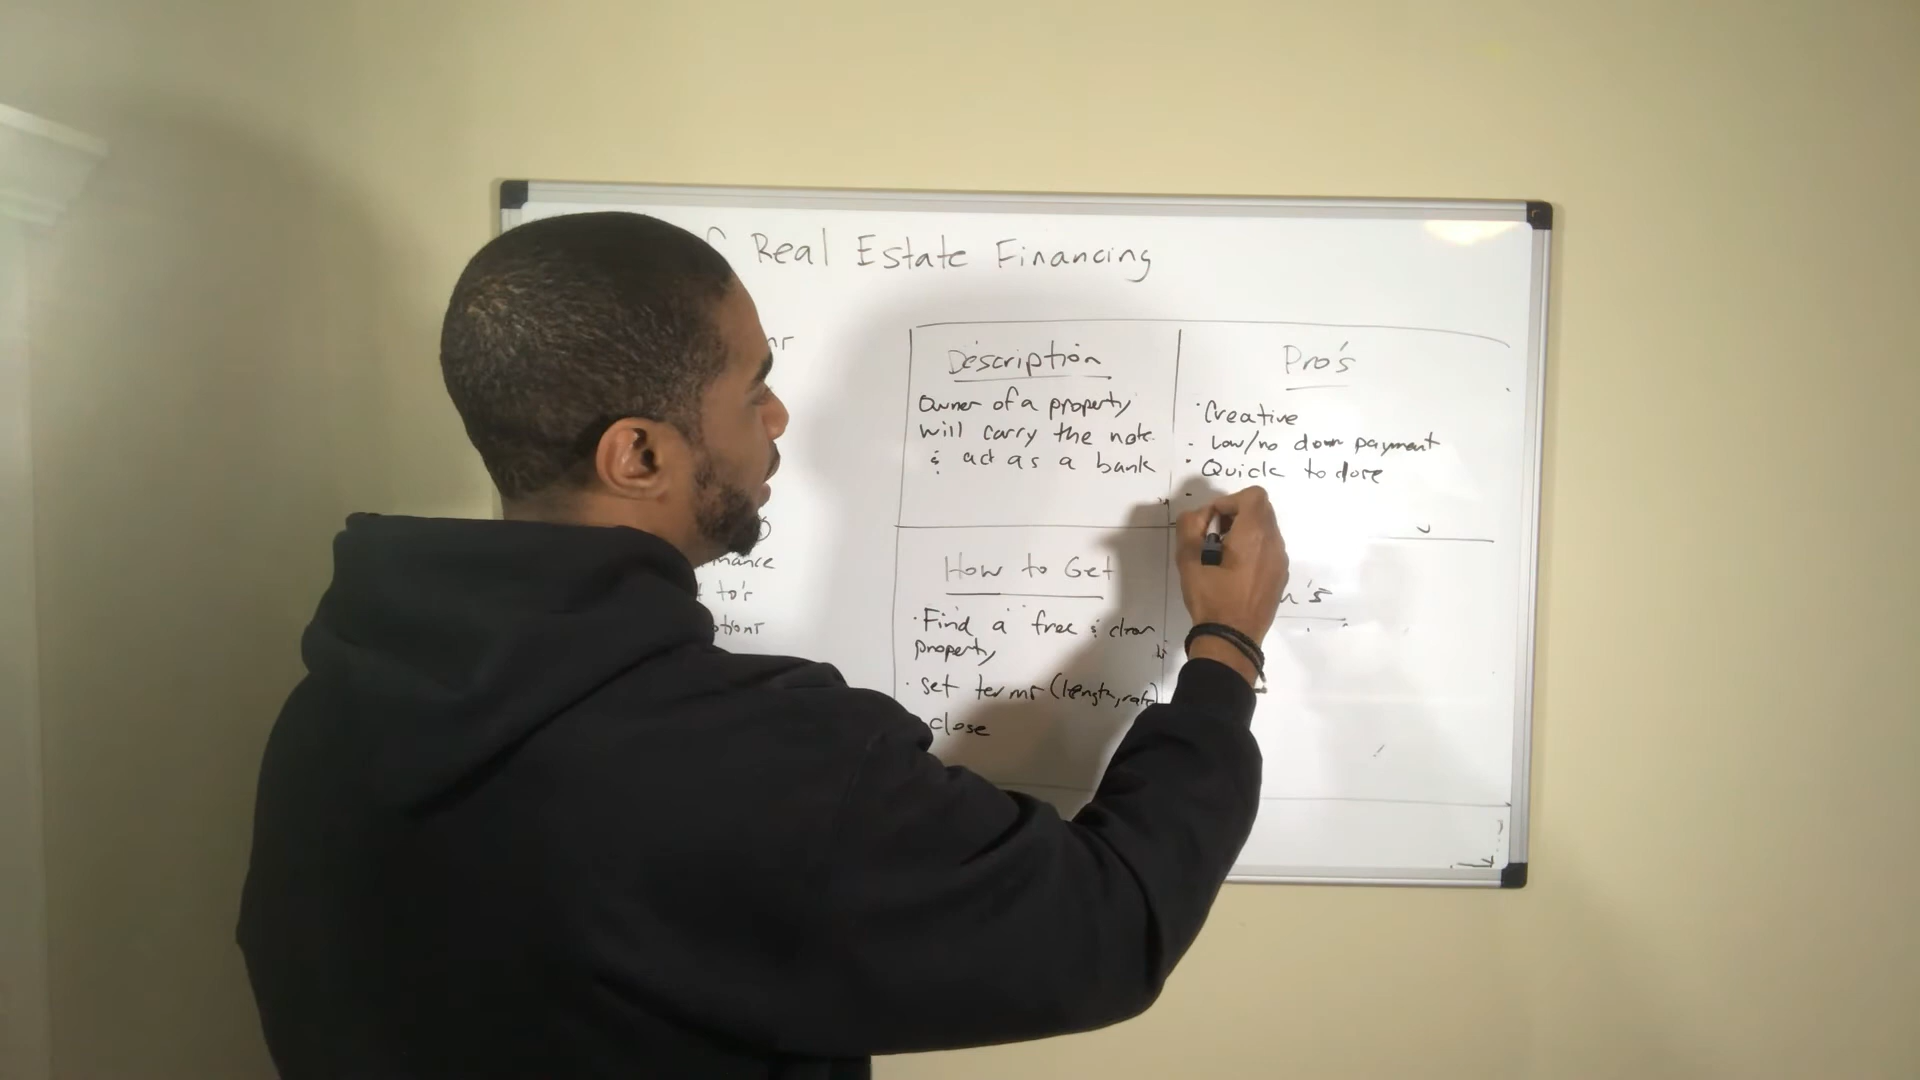 Real Estate Financing
Description
Owner of a property
will carry the note
& act as a bank
Pro's
· Creative
- Low/no down payment
· Quick to close
How to Get
· Find a free & clear
property
· set terms (length, rate)
close